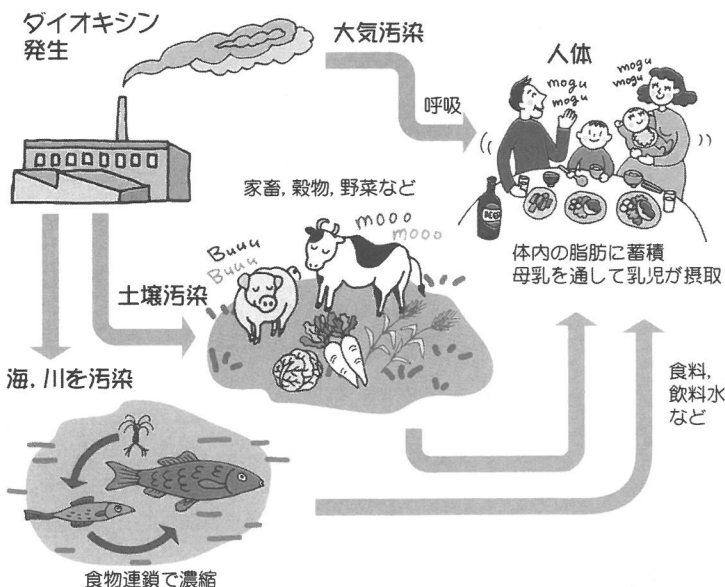 ダイオキシン
発生
大気汚染
人体
mogu
mogu
mogu
mogu
呼吸
家畜,穀物,野菜など
mooo
mooo
Buuu
Buuu
BEER
体内の脂肪に蓄積
母乳を通して乳児が摂取
土壌汚染
海,川を汚染
食料,
飲料水
など
食物連鎖で濃縮